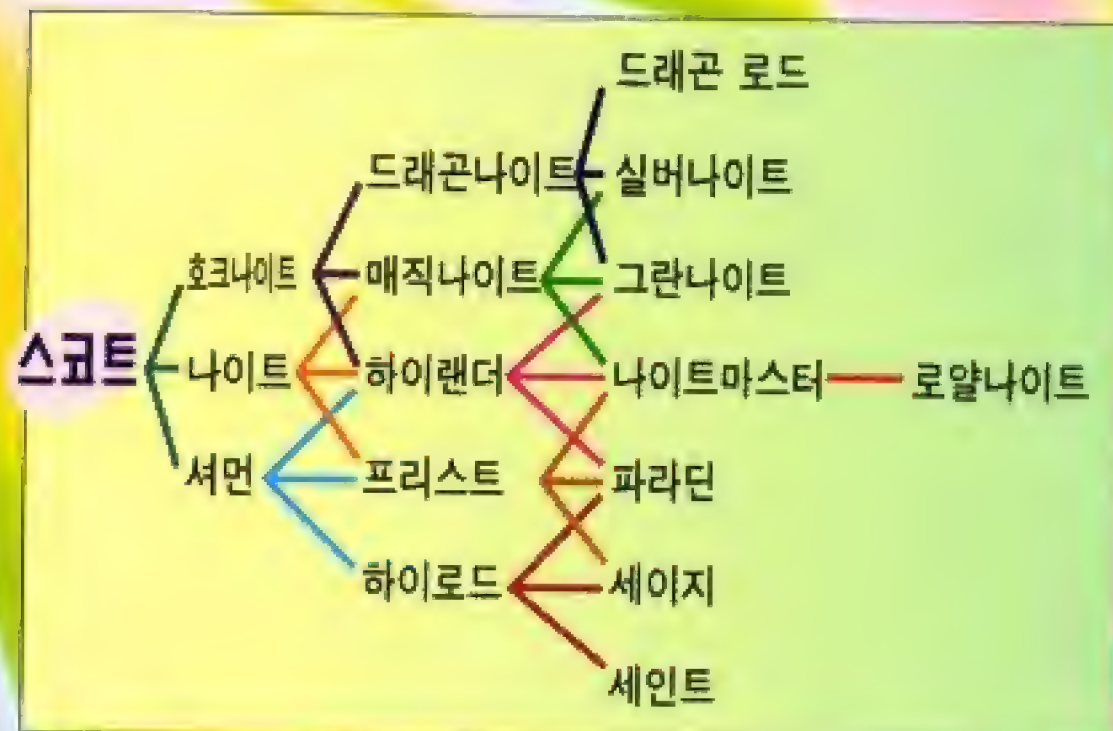 드래곤 로드
드래곤나이트
실버나이트
호크나이트
매직나이트
그란나이트
스코트
나이트
하이랜더
나이트마스터
로얄나이트
셔먼
프리스트
파라딘
하이로드
세이지
세인트